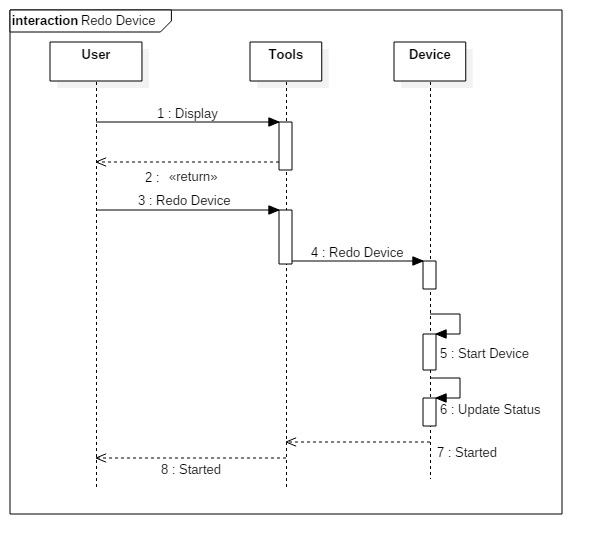 interaction Redo Device
User
Tools
Device
1 : Display
2 : «return»
3 : Redo Device
4 : Redo Device
5 : Start Device
6 : Update Status
7 : Started
8 : Started